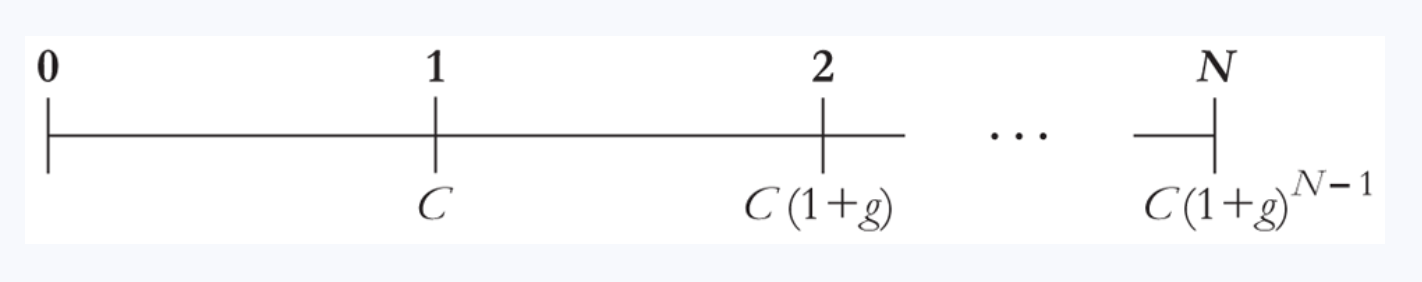 0 1 2 N
...
C C(1+g) C(1+g)^{N-1}